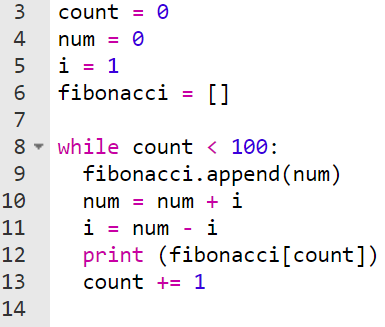 3 count = 0
4 num = 0
5 i = 1
6 fibonacci = []
7
8 while count < 100:
9   fibonacci.append(num)
10   num = num + i
11   i = num - i
12   print (fibonacci[count])
13   count += 1
14